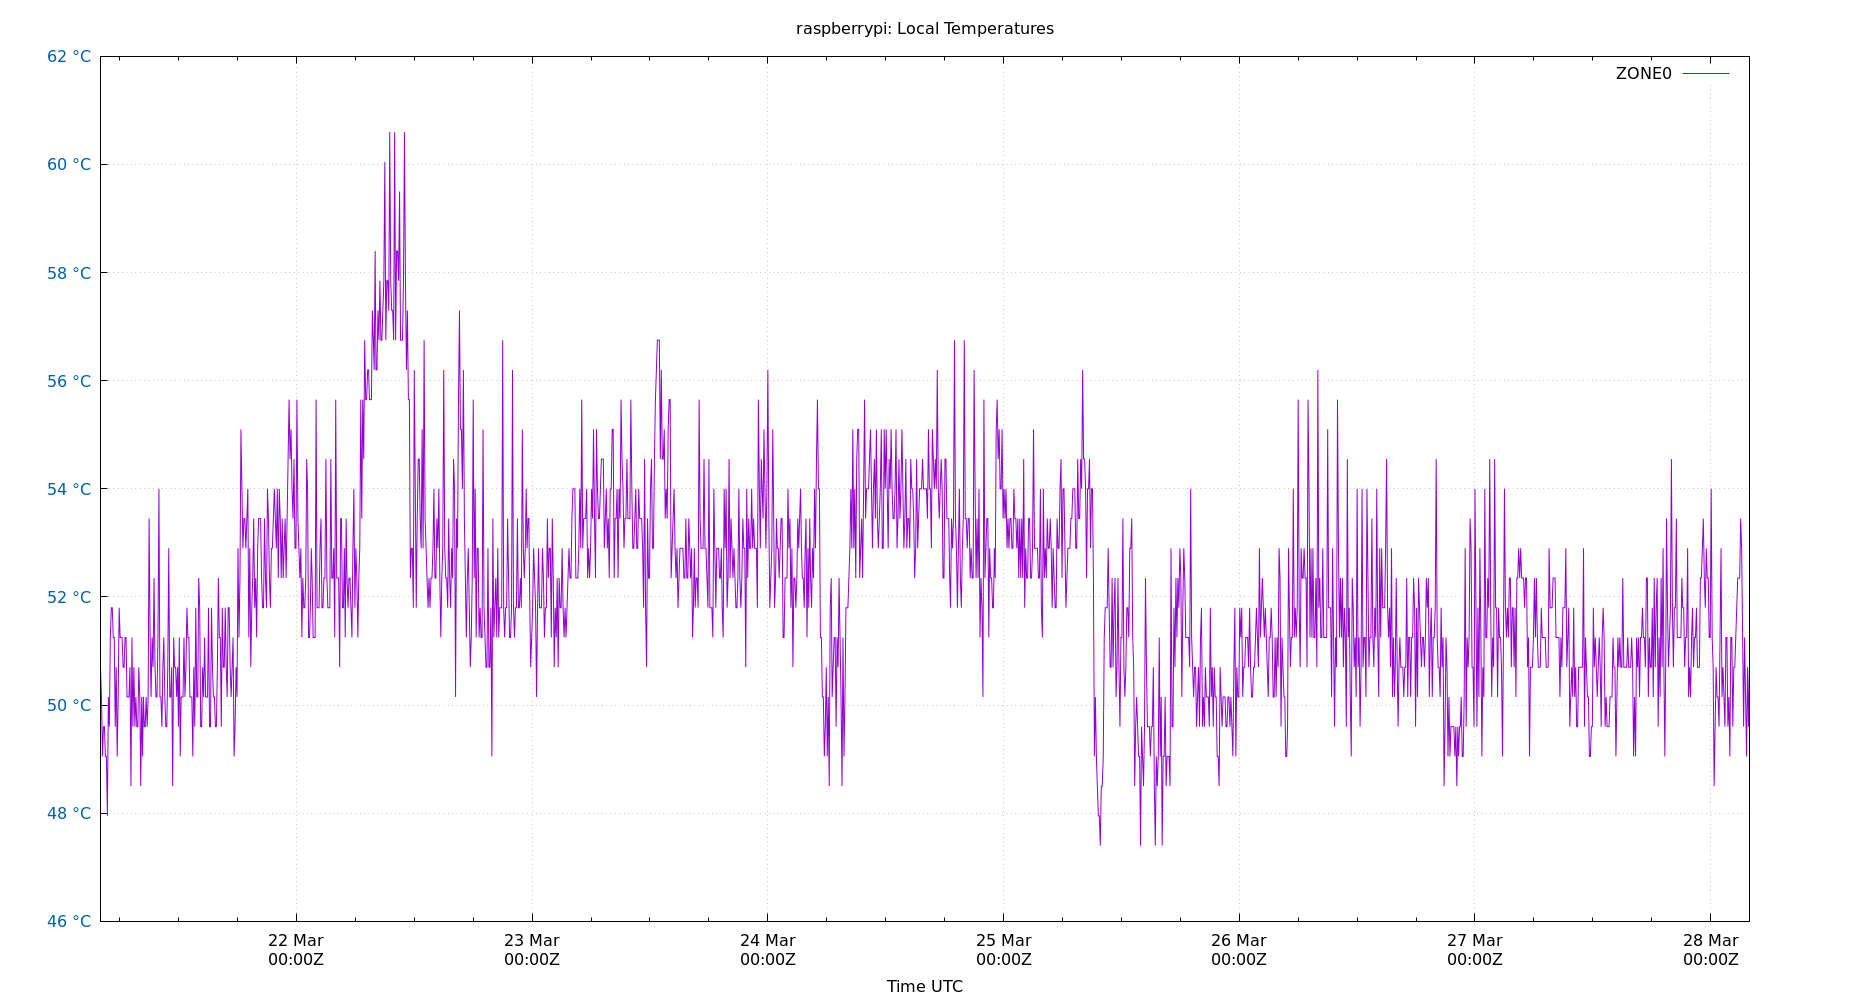 raspberrypi: Local Temperatures
62 °C
ZONE0
60 °C
58 °C
56 °C
54 °C
52 °C
50 °C
48 °C
46 °C
22 Mar 23 Mar 24 Mar 25 Mar 26 Mar 27 Mar 28 Mar
00:00Z 00:00Z 00:00Z 00:00Z 00:00Z 00:00Z 00:00Z
Time UTC